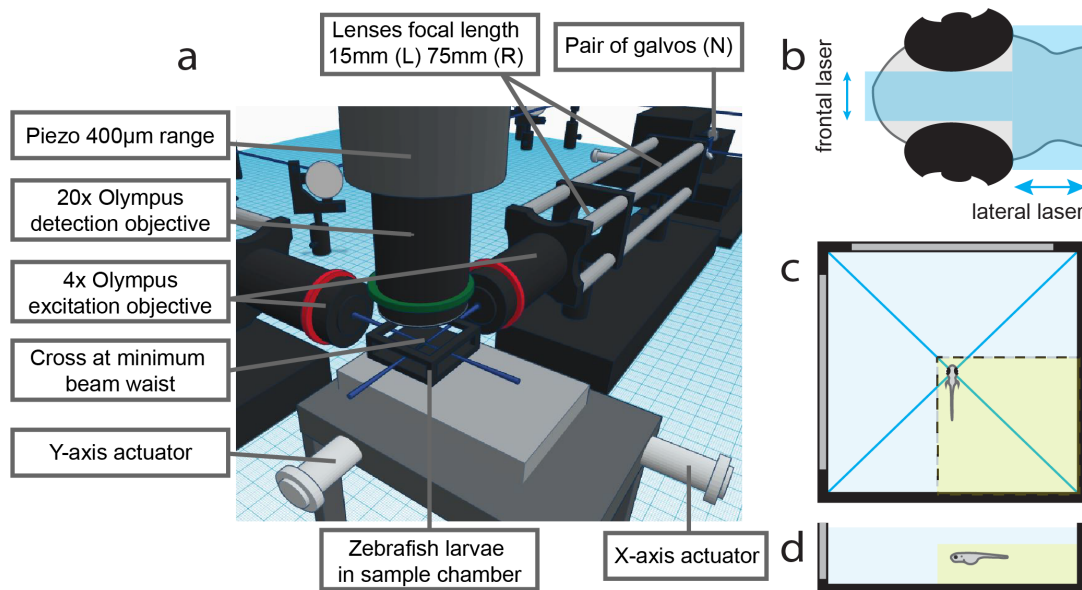 a
Lenses focal length
15mm (L) 75mm (R)
Pair of galvos (N)
Piezo 400µm range
20x Olympus
detection objective
4x Olympus
excitation objective
Cross at minimum
beam waist
Y-axis actuator
Zebrafish larvae
in sample chamber
X-axis actuator
b
frontal laser
lateral laser
c
d